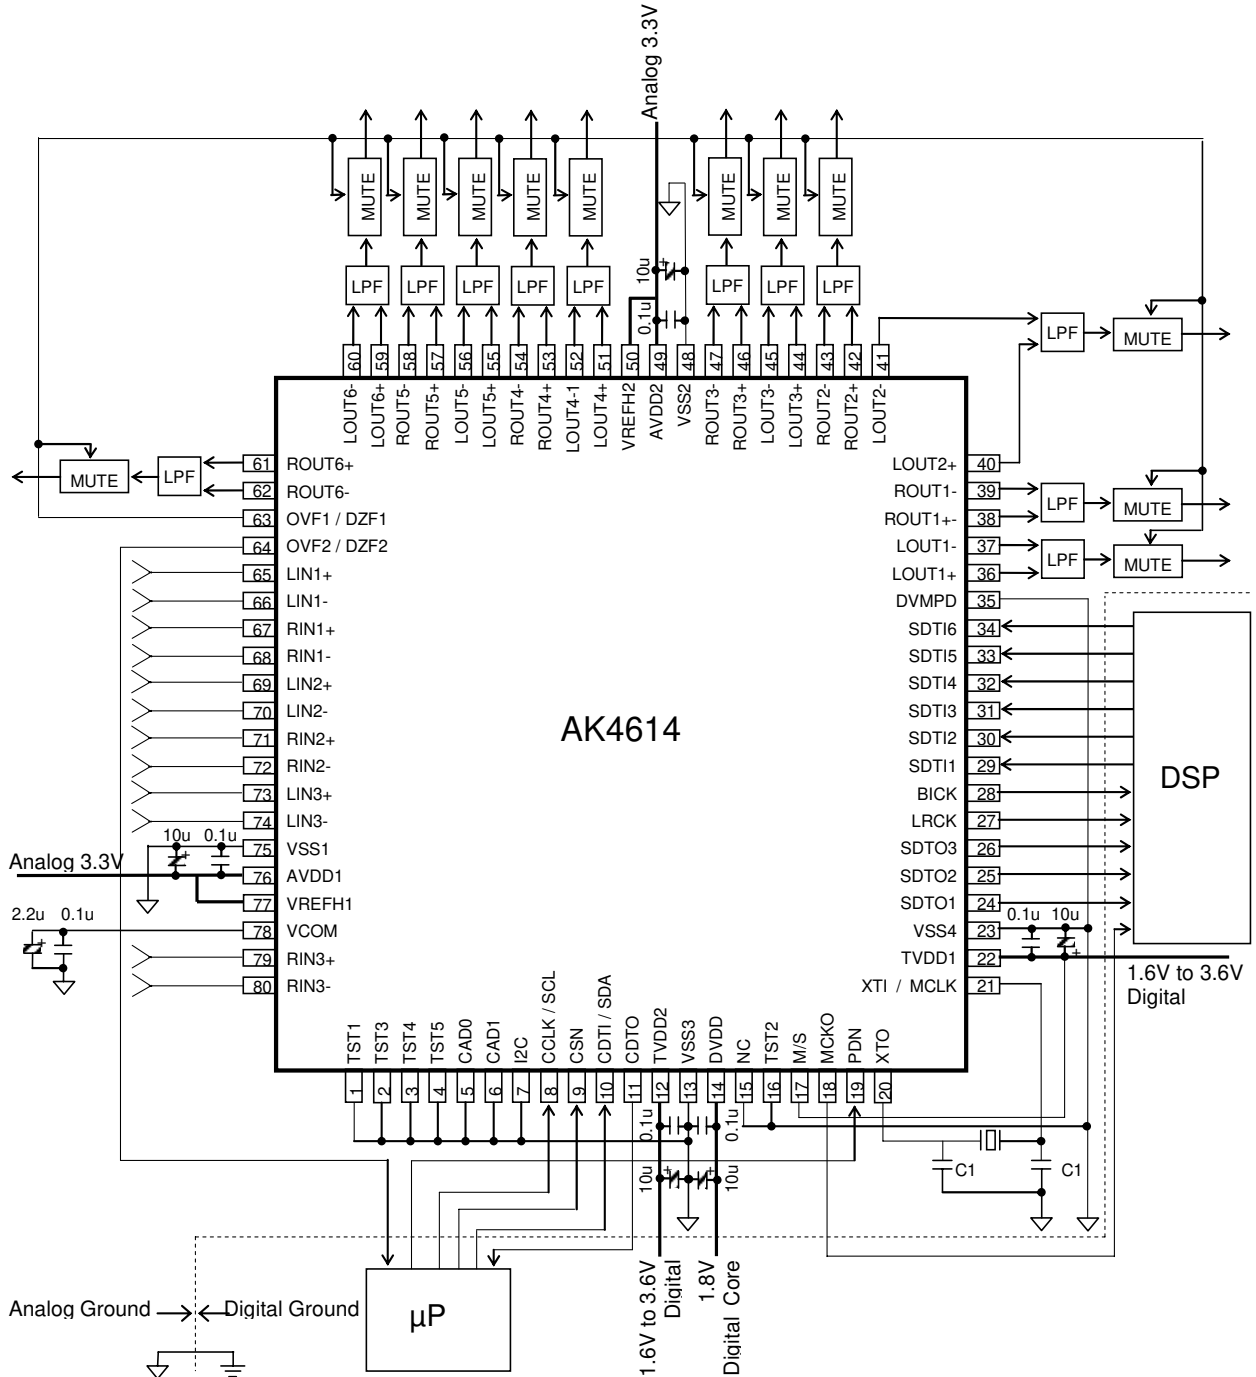 Analog 3.3V
MUTE MUTE MUTE MUTE MUTE MUTE MUTE MUTE
LPF LPF LPF LPF LPF LPF LPF LPF
10u
0.1u
60 59 58 57 56 55 54 53 52 51 50 49 48 47 46 45 44 43 42 41
LOUT6- LOUT6+ ROUT5- ROUT5+ LOUT5- LOUT5+ ROUT4- ROUT4+ LOUT4-1 LOUT4+ VREFH2 AVDD2 VSS2 ROUT3- ROUT3+ LOUT3- LOUT3+ ROUT2- ROUT2+ LOUT2-
LPF MUTE
MUTE LPF
61 ROUT6+
62 ROUT6-
63 OVF1 / DZF1
64 OVF2 / DZF2
65 LIN1+
66 LIN1-
67 RIN1+
68 RIN1-
69 LIN2+
70 LIN2-
71 RIN2+
72 RIN2-
73 LIN3+
74 LIN3-
75 VSS1
76 AVDD1
77 VREFH1
78 VCOM
79 RIN3+
80 RIN3-
10u 0.1u
Analog 3.3V
2.2u 0.1u
AK4614
LOUT2+ 40
ROUT1- 39
ROUT1+- 38
LOUT1- 37
LOUT1+ 36
DVMPD 35
SDTI6 34
SDTI5 33
SDTI4 32
SDTI3 31
SDTI2 30
SDTI1 29
BICK 28
LRCK 27
SDTO3 26
SDTO2 25
SDTO1 24
VSS4 23
TVDD1 22
XTI / MCLK 21
LPF MUTE
LPF MUTE
DSP
0.1u 10u
1.6V to 3.6V
Digital
TST1 TST3 TST4 TST5 CAD0 CAD1 I2C CCLK / SCL CSN CDTI / SDA CDTO TVDD2 VSS3 DVDD NC TST2 M/S MCKO PDN XTO
1 2 3 4 5 6 7 8 9 10 11 12 13 14 15 16 17 18 19 20
0.1u 0.1u
10u 10u
C1 C1
1.6V to 3.6V
Digital
1.8V
Digital Core
µP
Analog Ground Digital Ground